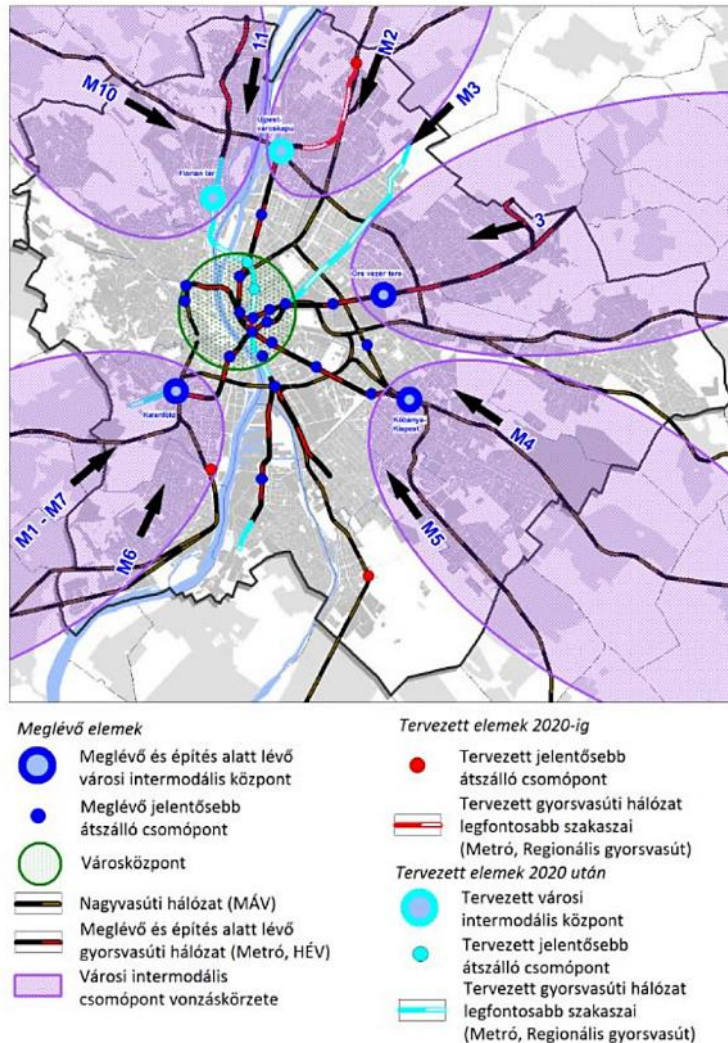 M10
11
M2
M3
Újpest-
városkapu
Flórián tér
3
Örs vezér tere
Kelenföld
Kőbánya-
Kispest
M4
M1 - M7
M6
M5
Meglévő elemek
Meglévő és építés alatt lévő
városi intermodális központ
Meglévő jelentősebb
átszálló csomópont
Városközpont
Nagyvasúti hálózat (MÁV)
Meglévő és építés alatt lévő
gyorsvasúti hálózat (Metró, HÉV)
Városi intermodális
csomópont vonzáskörzete
Tervezett elemek 2020-ig
Tervezett jelentősebb
átszálló csomópont
Tervezett gyorsvasúti hálózat
legfontosabb szakaszai
(Metró, Regionális gyorsvasút)
Tervezett elemek 2020 után
Tervezett városi
intermodális központ
Tervezett jelentősebb
átszálló csomópont
Tervezett gyorsvasúti hálózat
legfontosabb szakaszai
(Metró, Regionális gyorsvasút)